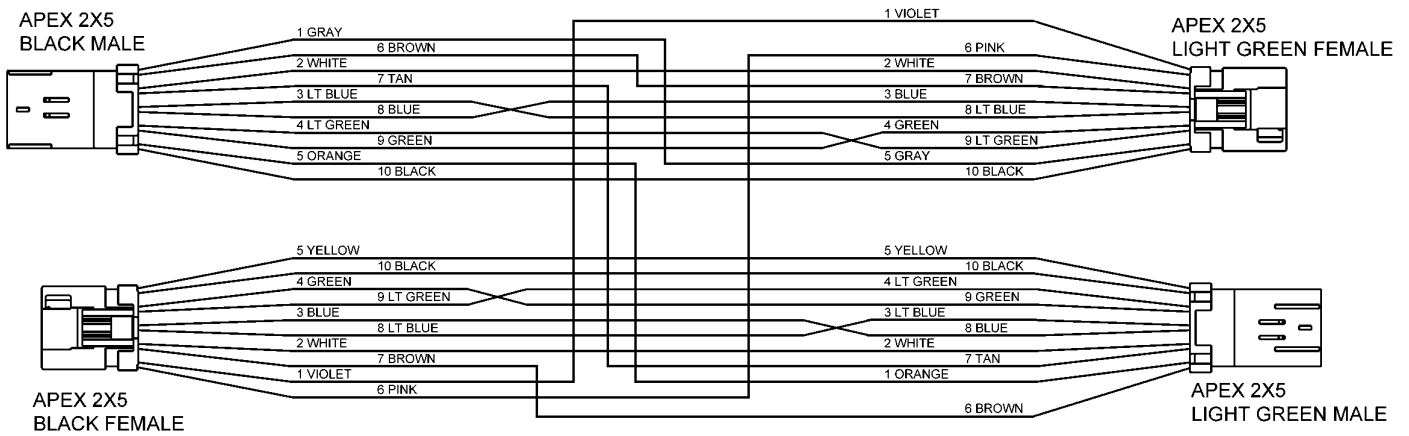 APEX 2X5
BLACK MALE
1 GRAY
6 BROWN
2 WHITE
7 TAN
3 LT BLUE
8 BLUE
4 LT GREEN
9 GREEN
5 ORANGE
10 BLACK
1 VIOLET
6 PINK
2 WHITE
7 BROWN
3 BLUE
8 LT BLUE
4 GREEN
9 LT GREEN
5 GRAY
10 BLACK
APEX 2X5
LIGHT GREEN FEMALE
5 YELLOW
10 BLACK
4 GREEN
9 LT GREEN
3 BLUE
8 LT BLUE
2 WHITE
7 BROWN
1 VIOLET
6 PINK
APEX 2X5
BLACK FEMALE
5 YELLOW
10 BLACK
4 LT GREEN
9 GREEN
3 LT BLUE
8 BLUE
2 WHITE
7 TAN
1 ORANGE
6 BROWN
APEX 2X5
LIGHT GREEN MALE